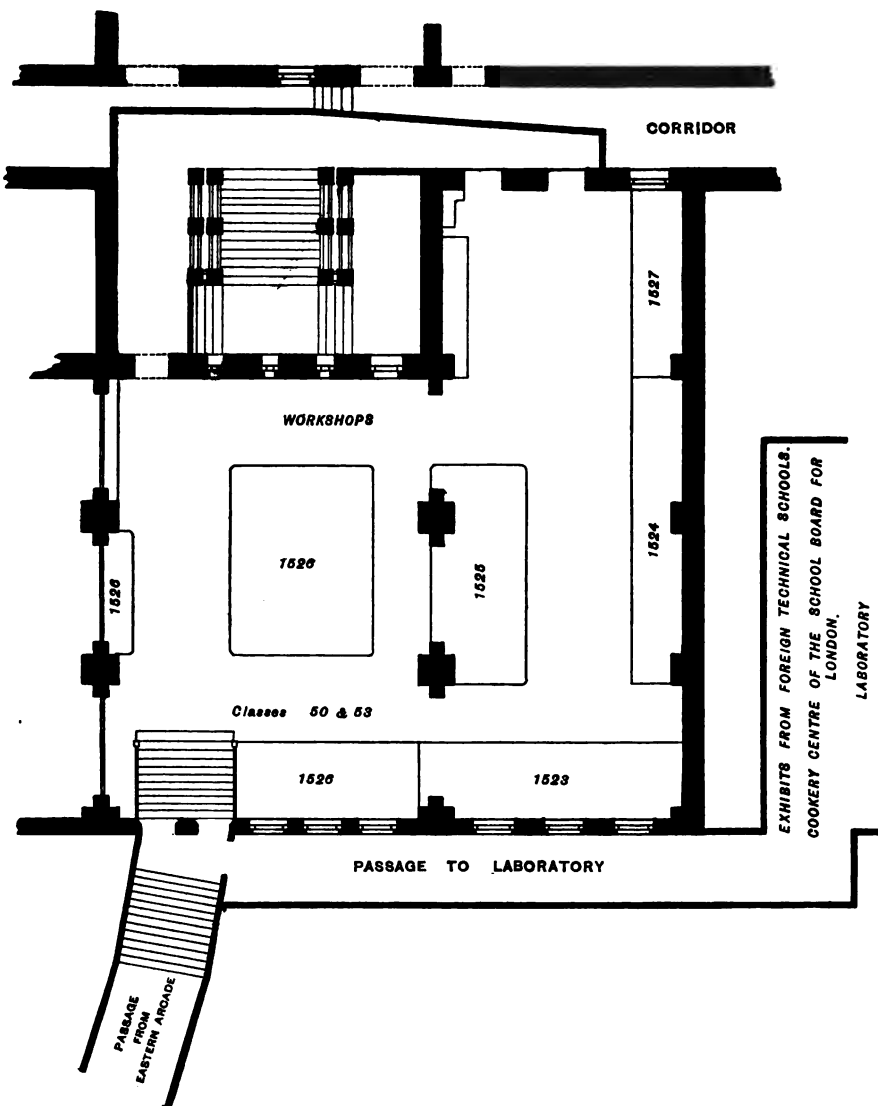 CORRIDOR
1527
WORKSHOPS
1526
1526
1525
1524
Classes 50 & 53
1526
1523
EXHIBITS FROM FOREIGN TECHNICAL SCHOOLS.
COOKERY CENTRE OF THE SCHOOL BOARD FOR
LONDON.
LABORATORY
PASSAGE TO LABORATORY
PASSAGE
FROM
EASTERN ARCADE